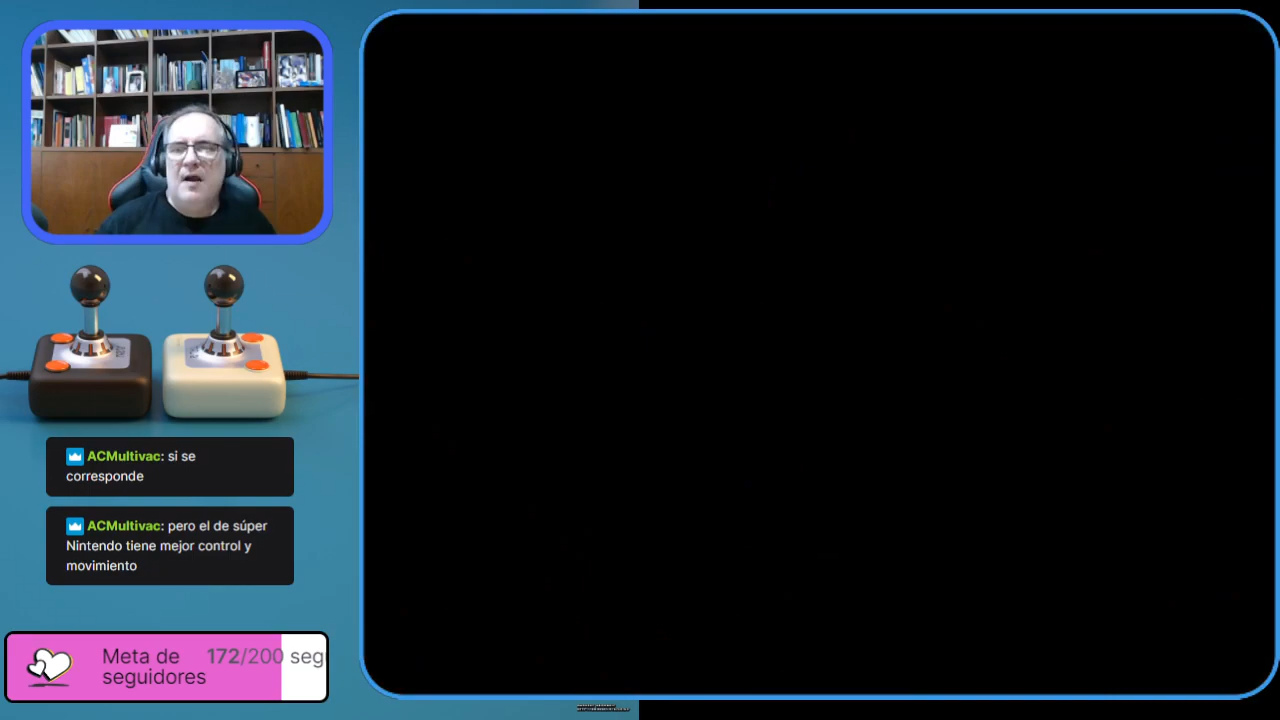 ACMultivac: si se
corresponde
ACMultivac: pero el de súper
Nintendo tiene mejor control y
movimiento
Meta de
seguidores
172/200 seg